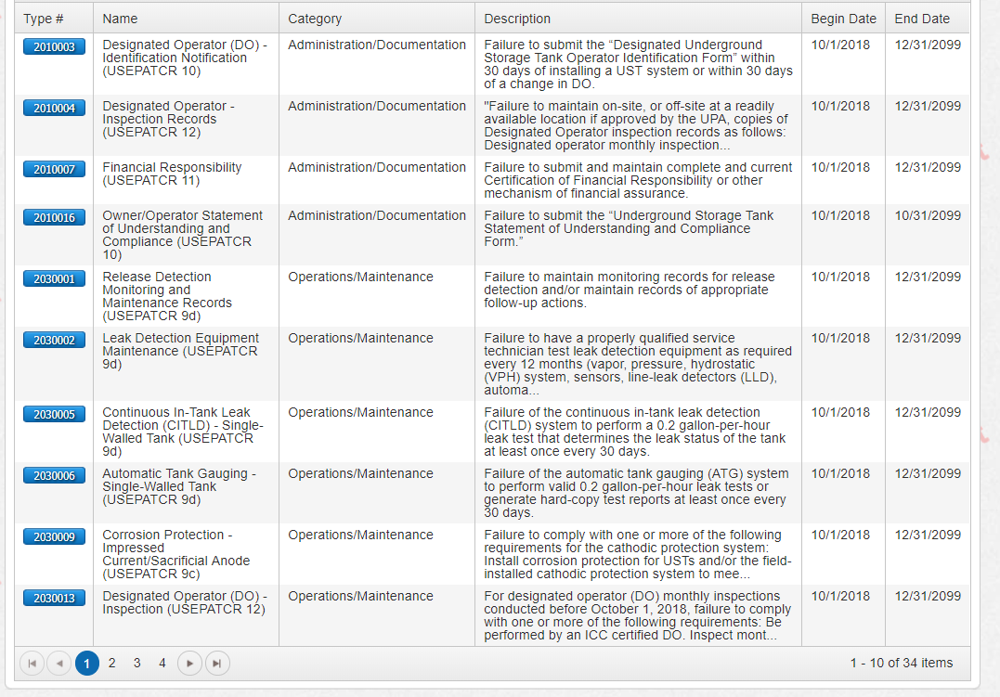 Type # Name Category Description Begin Date End Date
2010003 Designated Operator (DO) - Administration/Documentation Failure to submit the “Designated Underground 10/1/2018 12/31/2099
Identification Notification Storage Tank Operator Identification Form” within
(USEPATCR 10) 30 days of installing a UST system or within 30 days
of a change in DO.
2010004 Designated Operator - Administration/Documentation "Failure to maintain on-site, or off-site at a readily 10/1/2018 12/31/2099
Inspection Records available location if approved by the UPA, copies of
(USEPATCR 12) Designated Operator inspection records as follows:
Designated operator monthly inspection...
2010007 Financial Responsibility Administration/Documentation Failure to submit and maintain complete and current 10/1/2018 12/31/2099
(USEPATCR 11) Certification of Financial Responsibility or other
mechanism of financial assurance.
2010016 Owner/Operator Statement Administration/Documentation Failure to submit the “Underground Storage Tank 10/1/2018 10/31/2099
of Understanding and Statement of Understanding and Compliance
Compliance (USEPATCR Form.”
10)
2030001 Release Detection Operations/Maintenance Failure to maintain monitoring records for release 10/1/2018 12/31/2099
Monitoring and detection and/or maintain records of appropriate
Maintenance Records follow-up actions.
(USEPATCR 9d)
2030002 Leak Detection Equipment Operations/Maintenance Failure to have a properly qualified service 10/1/2018 12/31/2099
Maintenance (USEPATCR technician test leak detection equipment as required
9d) every 12 months (vapor, pressure, hydrostatic
(VPH) system, sensors, line-leak detectors (LLD),
automa...
2030005 Continuous In-Tank Leak Operations/Maintenance Failure of the continuous in-tank leak detection 10/1/2018 12/31/2099
Detection (CITLD) - Single- (CITLD) system to perform a 0.2 gallon-per-hour
Walled Tank (USEPATCR leak test that determines the leak status of the tank
9d) at least once every 30 days.
2030006 Automatic Tank Gauging - Operations/Maintenance Failure of the automatic tank gauging (ATG) system 10/1/2018 12/31/2099
Single-Walled Tank to perform valid 0.2 gallon-per-hour leak tests or
(USEPATCR 9d) generate hard-copy test reports at least once every
30 days.
2030009 Corrosion Protection - Operations/Maintenance Failure to comply with one or more of the following 10/1/2018 12/31/2099
Impressed requirements for the cathodic protection system:
Current/Sacrificial Anode Install corrosion protection for USTs and/or the field-
(USEPATCR 9c) installed cathodic protection system to mee...
2030013 Designated Operator (DO) - Operations/Maintenance For designated operator (DO) monthly inspections 10/1/2018 12/31/2099
Inspection (USEPATCR 12) conducted before October 1, 2018, failure to comply
with one or more of the following requirements: Be
performed by an ICC certified DO. Inspect mont...
1 2 3 4 1 - 10 of 34 items